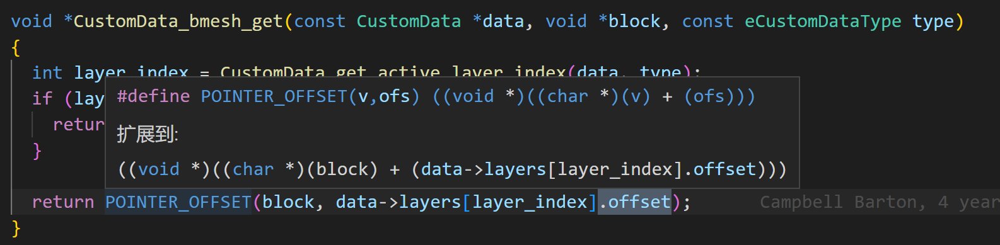 void *CustomData_bmesh_get(const CustomData *data, void *block, const eCustomDataType type)
{
int layer_index = CustomData_get_active_layer_index(data, type);
if (lay
#define POINTER_OFFSET(v,ofs) ((void *)((char *)(v) + (ofs)))
retur
扩展到:
}
((void *)((char *)(block) + (data->layers[layer_index].offset)))
return POINTER_OFFSET(block, data->layers[layer_index].offset); Campbell Barton, 4 year
}